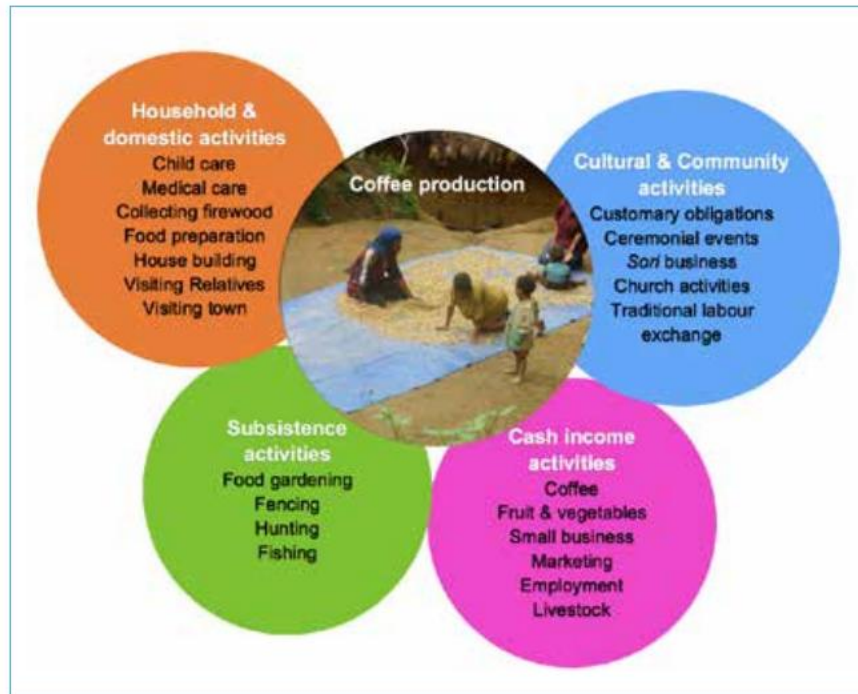 Household &
domestic activities
Child care
Medical care
Collecting firewood
Food preparation
House building
Visiting Relatives
Visiting town
Coffee production
Cultural & Community
activities
Customary obligations
Ceremonial events
Sori business
Church activities
Traditional labour
exchange
Subsistence
activities
Food gardening
Fencing
Hunting
Fishing
Cash income
activities
Coffee
Fruit & vegetables
Small business
Marketing
Employment
Livestock